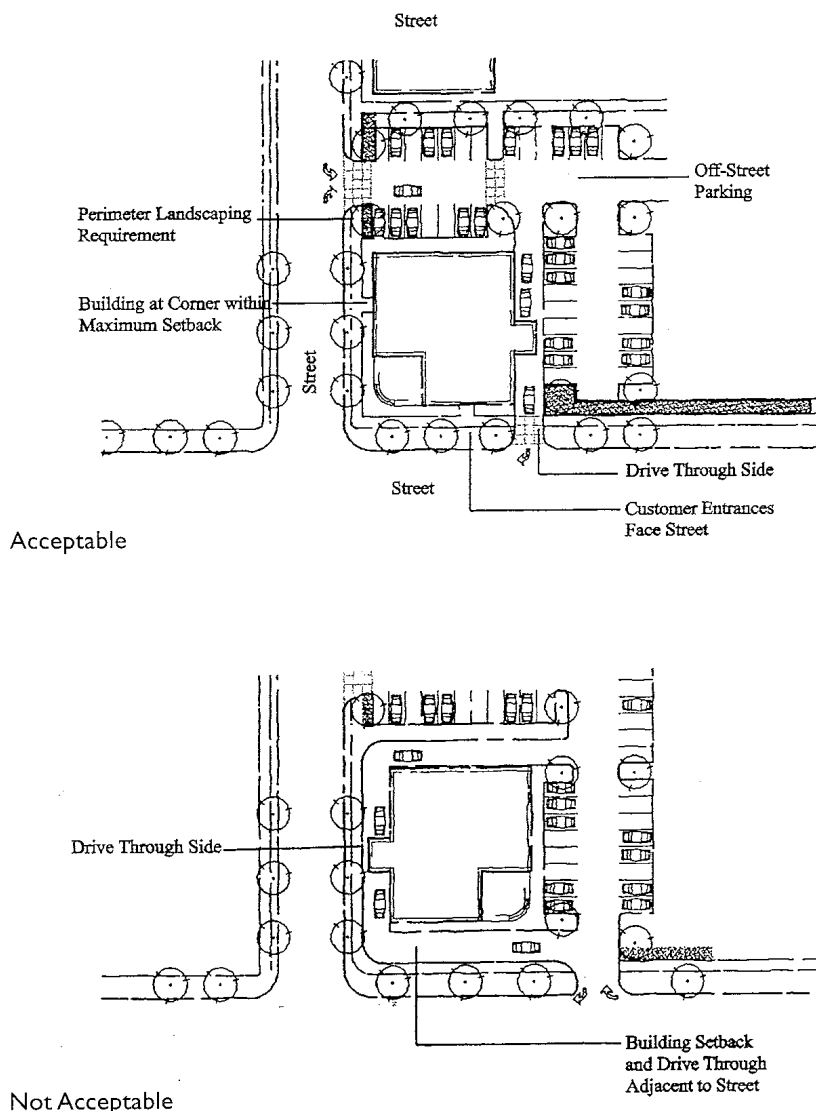 Street
Off-Street
Parking
Perimeter Landscaping
Requirement
Building at Corner within
Maximum Setback
Street
Drive Through Side
Street
Customer Entrances
Face Street
Acceptable
Drive Through Side
Building Setback
and Drive Through
Adjacent to Street
Not Acceptable